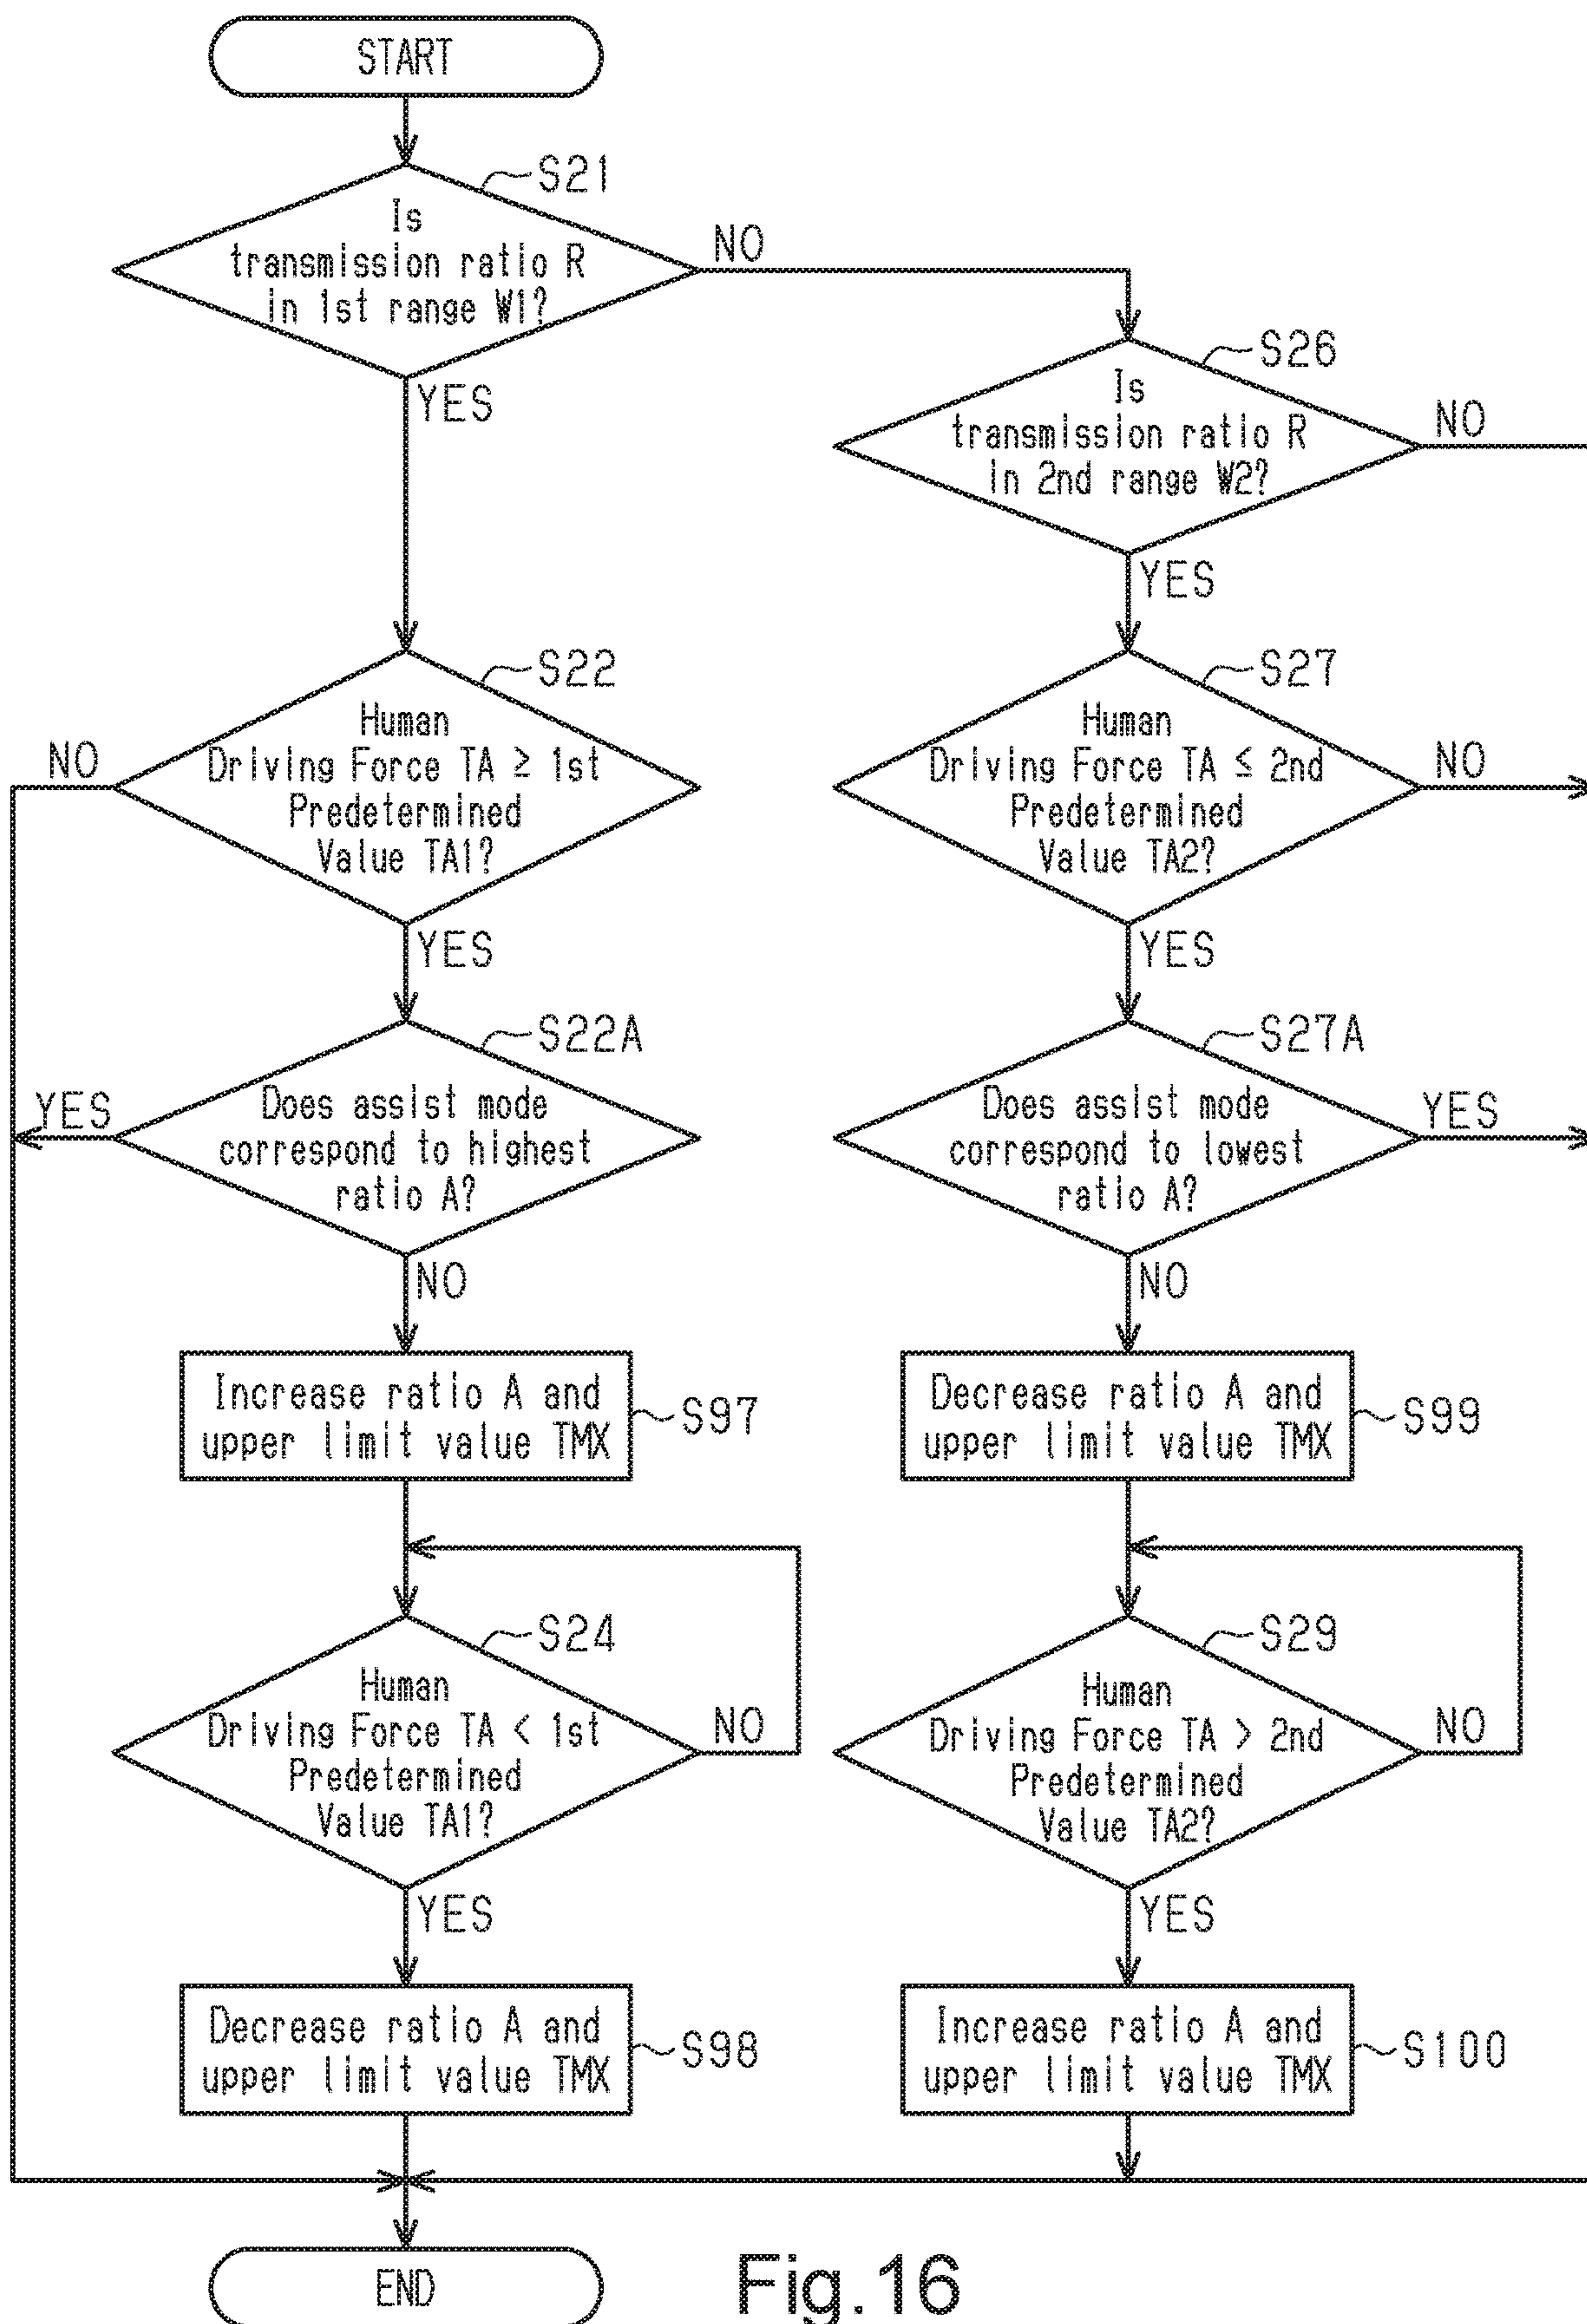 START
S21
Is
transmission ratio R
in 1st range W1?
NO
YES
S26
Is
transmission ratio R
in 2nd range W2?
NO
YES
S22
Human
Driving Force TA ≥ 1st
Predetermined
Value TA1?
NO
YES
S27
Human
Driving Force TA ≤ 2nd
Predetermined
Value TA2?
NO
YES
S22A
Does assist mode
correspond to highest
ratio A?
YES
NO
S27A
Does assist mode
correspond to lowest
ratio A?
YES
NO
Increase ratio A and
upper limit value TMX
S97
Decrease ratio A and
upper limit value TMX
S99
S24
Human
Driving Force TA < 1st
Predetermined
Value TA1?
NO
YES
S29
Human
Driving Force TA > 2nd
Predetermined
Value TA2?
NO
YES
Decrease ratio A and
upper limit value TMX
S98
Increase ratio A and
upper limit value TMX
S100
END
Fig.16